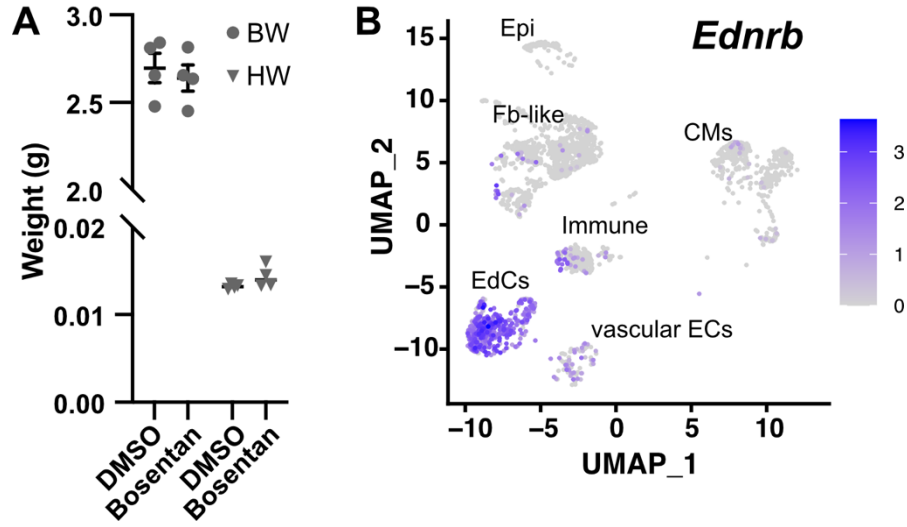 A
Weight (g)
3.0
2.5
2.0
0.02
0.01
0.00
BW
HW
DMSO
Bosentan
DMSO
Bosentan
B
Ednrb
UMAP_2
15
10
5
0
−5
−10
Epi
Fb-like
CMs
Immune
EdCs
vascular ECs
−10
−5
0
5
10
UMAP_1
3
2
1
0